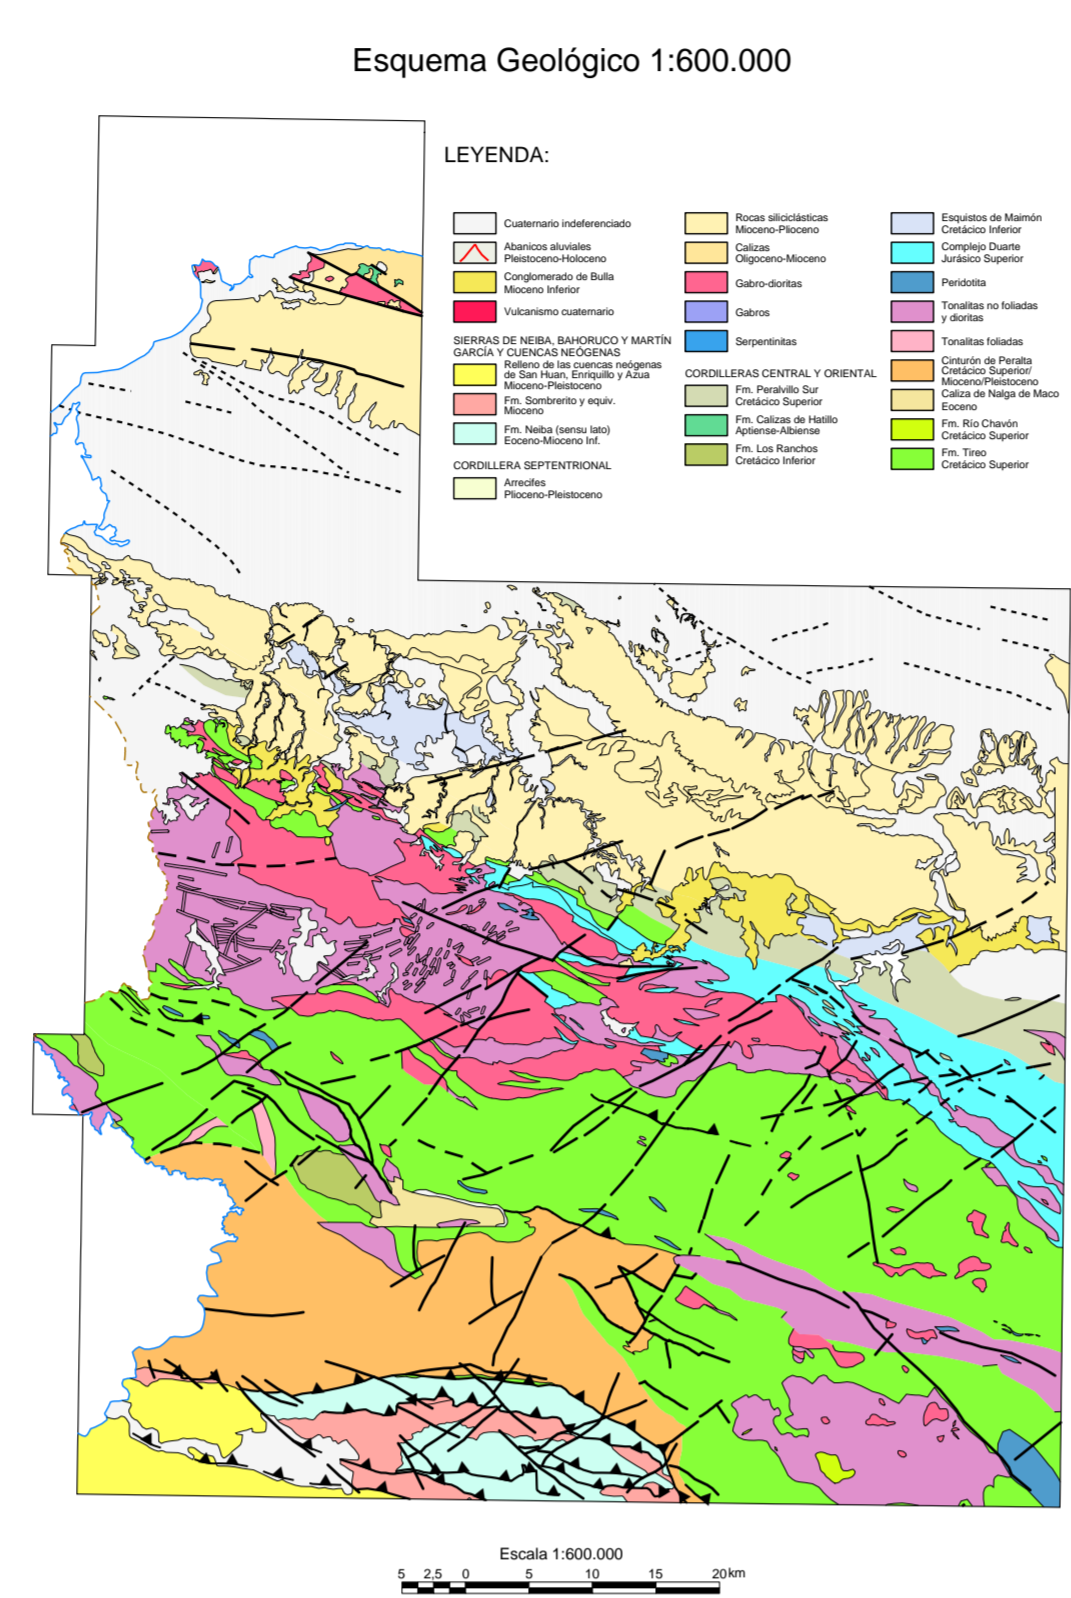 Esquema Geológico 1:600.000
LEYENDA:
Cuaternario indeferenciado
Abanicos aluviales
Pleistoceno-Holoceno
Conglomerado de Bulla
Mioceno Inferior
Vulcanismo cuaternario
SIERRAS DE NEIBA, BAHORUCO Y MARTÍN
GARCÍA Y CUENCAS NEÓGENAS
Relleno de las cuencas neógenas
de San Huan, Enriquillo y Azua
Mioceno-Pleistoceno
Fm. Sombrerito y equiv.
Mioceno
Fm. Neiba (sensu lato)
Eoceno-Mioceno Inf.
CORDILLERA SEPTENTRIONAL
Arrecifes
Plioceno-Pleistoceno
Rocas siliciclásticas
Mioceno-Plioceno
Calizas
Oligoceno-Mioceno
Gabro-dioritas
Gabros
Serpentinitas
CORDILLERAS CENTRAL Y ORIENTAL
Fm. Peralvillo Sur
Cretácico Superior
Fm. Calizas de Hatillo
Aptiense-Albiense
Fm. Los Ranchos
Cretácico Inferior
Esquistos de Maimón
Cretácico Inferior
Complejo Duarte
Jurásico Superior
Peridotita
Tonalitas no foliadas
y dioritas
Tonalitas foliadas
Cinturón de Peralta
Cretácico Superior/
Mioceno/Pleistoceno
Caliza de Nalga de Maco
Eoceno
Fm. Río Chavón
Cretácico Superior
Fm. Tireo
Cretácico Superior
Escala 1:600.000
5 2,5 0 5 10 15 20 km